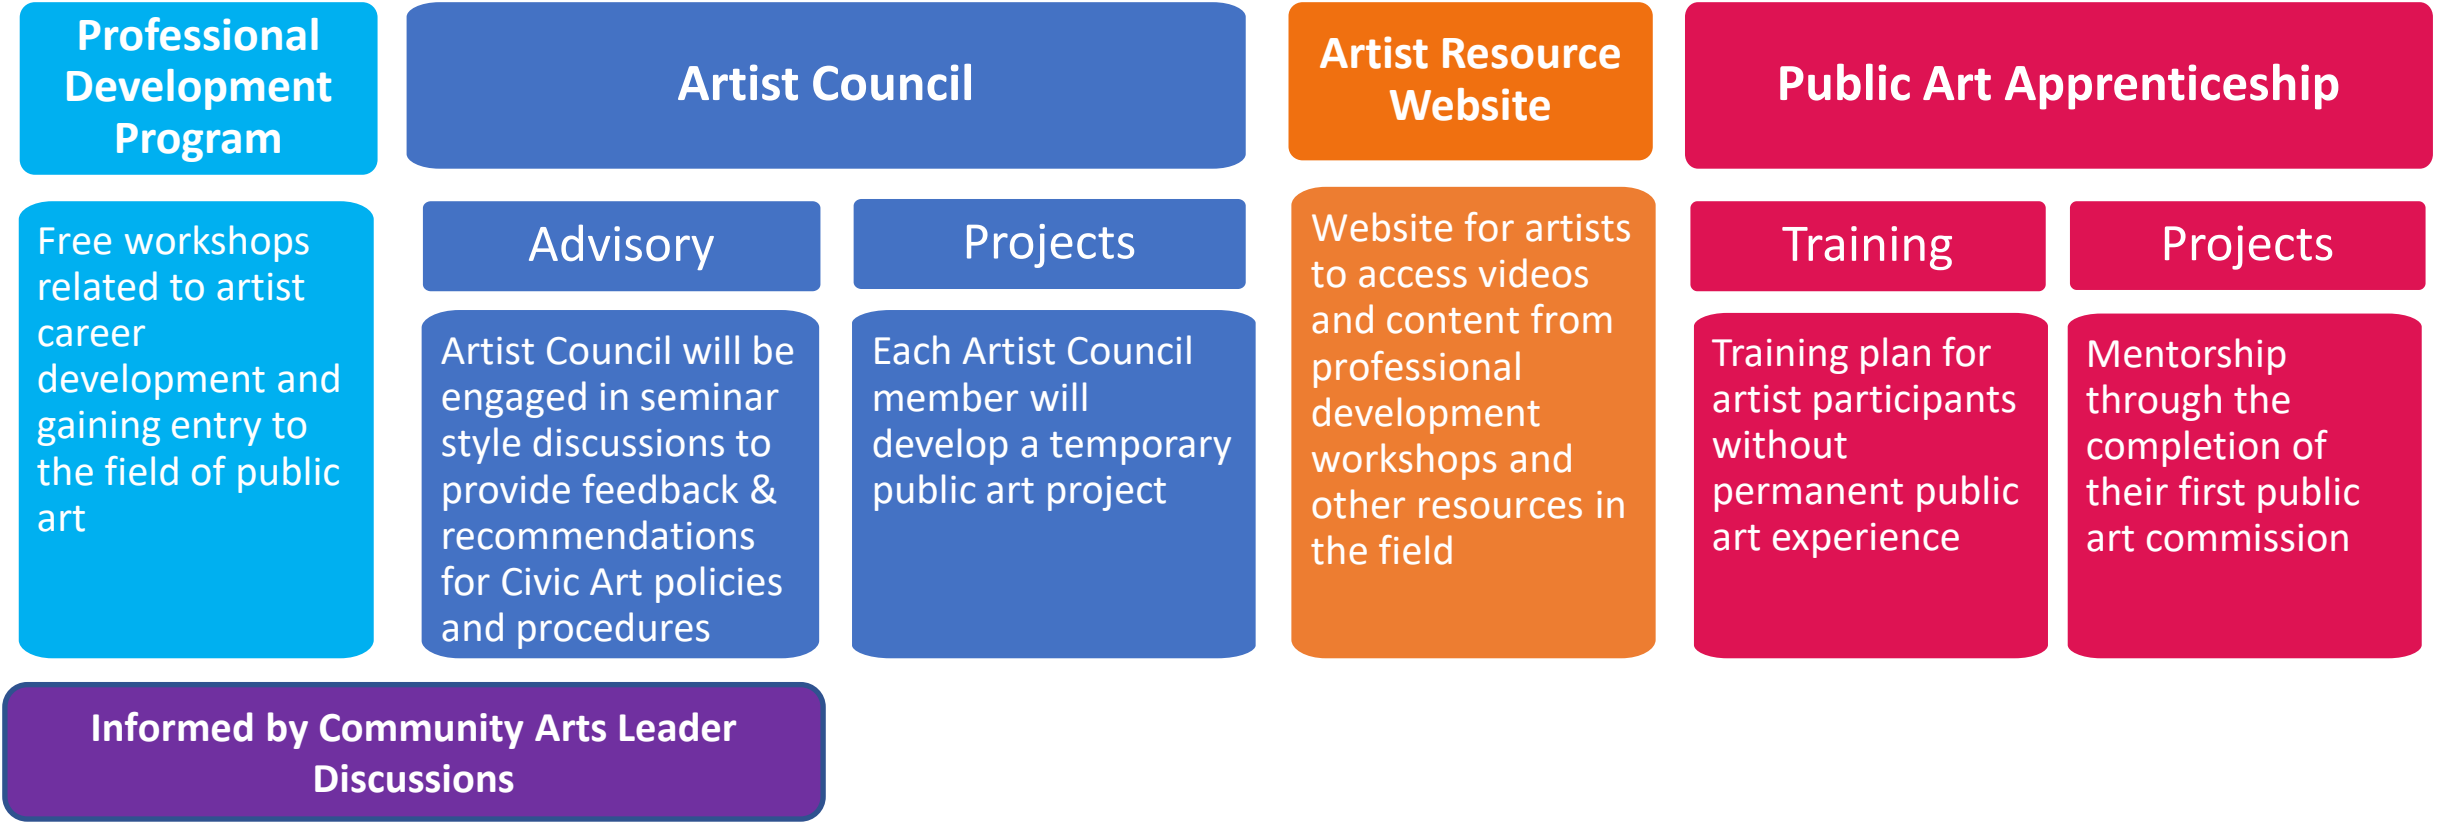 Professional
Development
Program
Free workshops
related to artist
career
development and
gaining entry to
the field of public
art
Artist Council
Advisory
Artist Council will be
engaged in seminar
style discussions to
provide feedback &
recommendations
for Civic Art policies
and procedures
Projects
Each Artist Council
member will
develop a temporary
public art project
Artist Resource
Website
Website for artists
to access videos
and content from
professional
development
workshops and
other resources in
the field
Public Art Apprenticeship
Training
Training plan for
artist participants
without
permanent public
art experience
Projects
Mentorship
through the
completion of
their first public
art commission
Informed by Community Arts Leader
Discussions